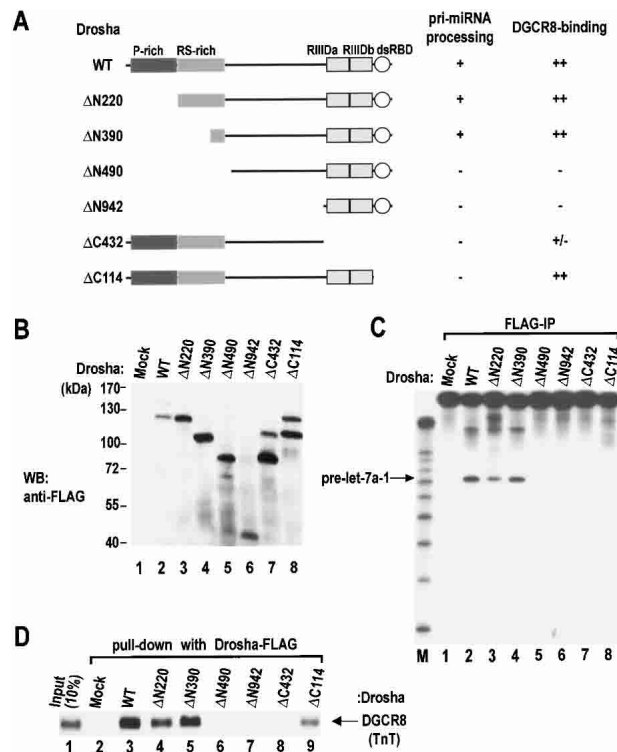 A
Drosha
P-rich RS-rich RIIIDa RIIIDb dsRBD
pri-miRNA processing
DGCR8-binding
WT + ++
ΔN220 + ++
ΔN390 + ++
ΔN490 - -
ΔN942 - -
ΔC432 - +/-
ΔC114 - ++
B
Drosha: Mock WT ΔN220 ΔN390 ΔN490 ΔN942 ΔC432 ΔC114
(kDa)
170
130
100
72
55
40
WB:
anti-FLAG
1 2 3 4 5 6 7 8
C
FLAG-IP
Drosha: Mock WT ΔN220 ΔN390 ΔN490 ΔN942 ΔC432 ΔC114
pre-let-7a-1
M 1 2 3 4 5 6 7 8
D
pull-down with Drosha-FLAG
Input (10%) Mock WT ΔN220 ΔN390 ΔN490 ΔN942 ΔC432 ΔC114 :Drosha
DGCR8
(TnT)
1 2 3 4 5 6 7 8 9